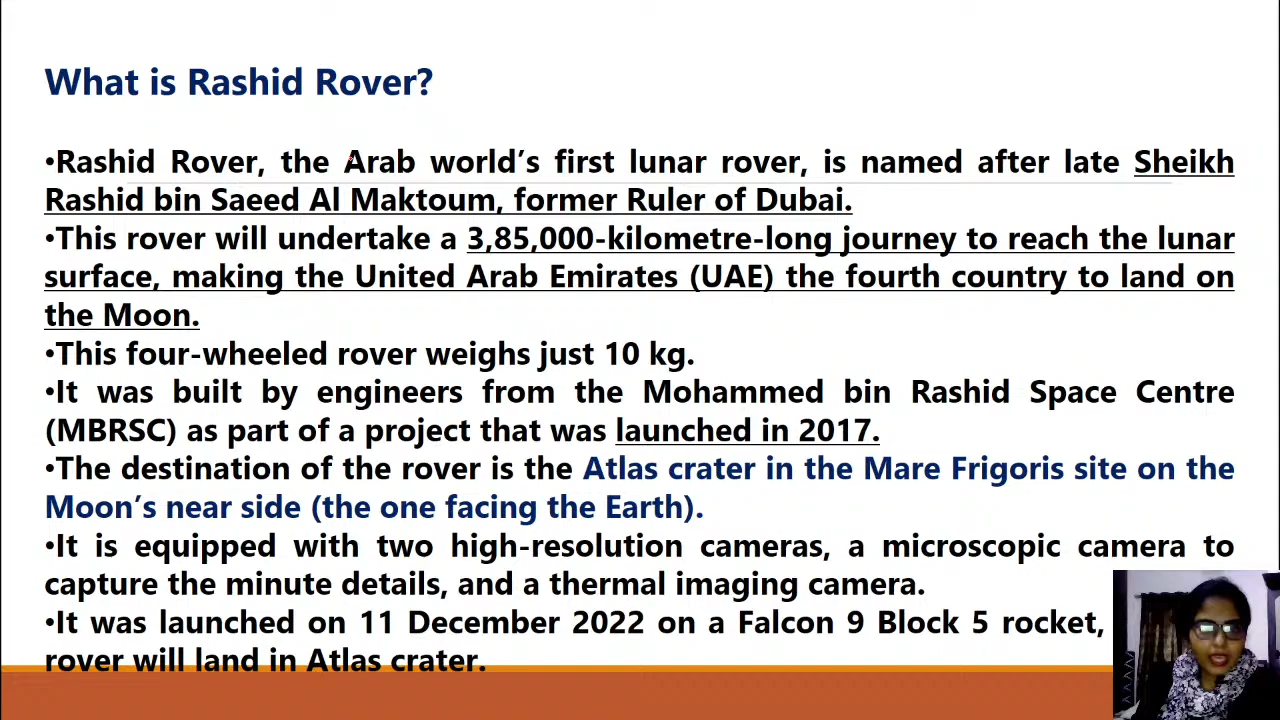 What is Rashid Rover?
•Rashid Rover, the Arab world’s first lunar rover, is named after late Sheikh
Rashid bin Saeed Al Maktoum, former Ruler of Dubai.
•This rover will undertake a 3,85,000-kilometre-long journey to reach the lunar
surface, making the United Arab Emirates (UAE) the fourth country to land on
the Moon.
•This four-wheeled rover weighs just 10 kg.
•It was built by engineers from the Mohammed bin Rashid Space Centre
(MBRSC) as part of a project that was launched in 2017.
•The destination of the rover is the Atlas crater in the Mare Frigoris site on the
Moon’s near side (the one facing the Earth).
•It is equipped with two high-resolution cameras, a microscopic camera to
capture the minute details, and a thermal imaging camera.
•It was launched on 11 December 2022 on a Falcon 9 Block 5 rocket,
rover will land in Atlas crater.